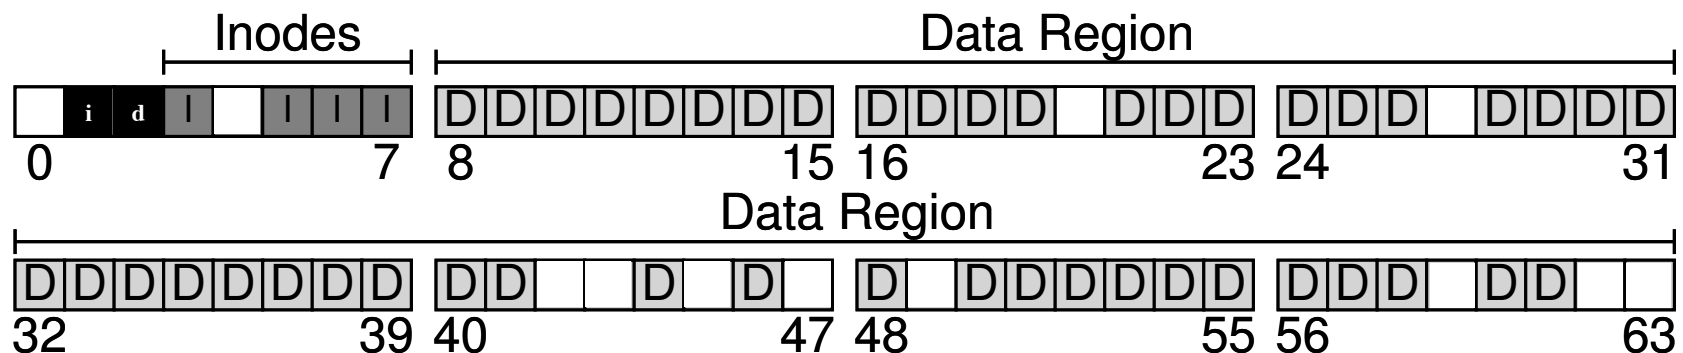 Inodes Data Region
i d I I I I D D D D D D D D D D D D D D D D D D D D D D
0 7 8 15 16 23 24 31
Data Region
D D D D D D D D D D D D D D D D D D D D D D D D
32 39 40 47 48 55 56 63